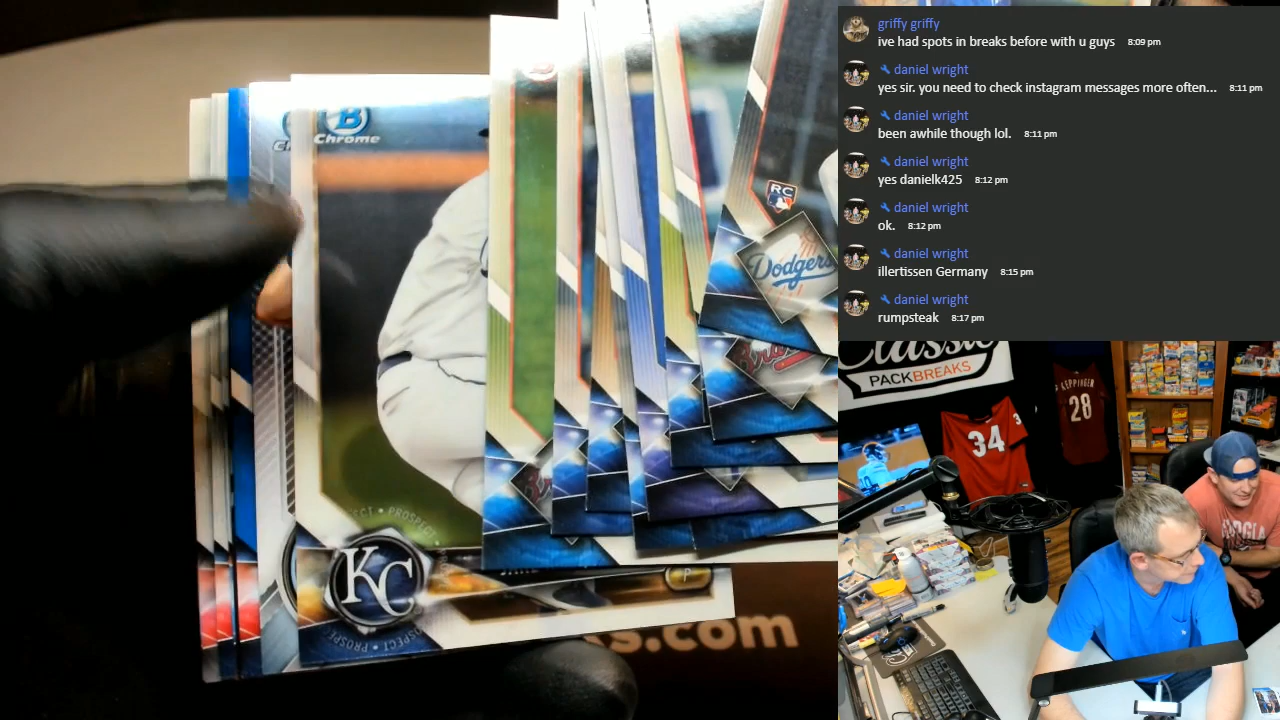 griffy griffy
ive had spots in breaks before with u guys 8:09 pm
daniel wright
yes sir. you need to check instagram messages more often... 8:11 pm
daniel wright
been awhile though lol. 8:11 pm
daniel wright
yes danielk425 8:12 pm
daniel wright
ok. 8:12 pm
daniel wright
illertissen Germany 8:15 pm
daniel wright
rumpsteak 8:17 pm
B
Chrome
RC
Dodgers
Braves
KC
PROSPECT
P
s.com
Classic
PACKBREAKS
34
KEPPINGER
28
GEORGIA